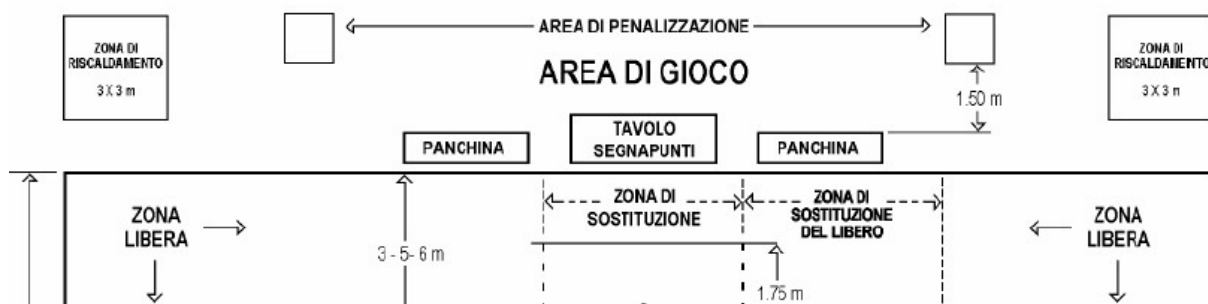 AREA DI PENALIZZAZIONE
ZONA DI
RISCALDAMENTO
3 X 3 m
ZONA DI
RISCALDAMENTO
3 X 3 m
AREA DI GIOCO
1.50 m
PANCHINA
TAVOLO
SEGNAPUNTI
PANCHINA
ZONA
LIBERA
3 - 5- 6 m
ZONA DI
SOSTITUZIONE
ZONA DI
SOSTITUZIONE
DEL LIBERO
ZONA
LIBERA
1.75 m